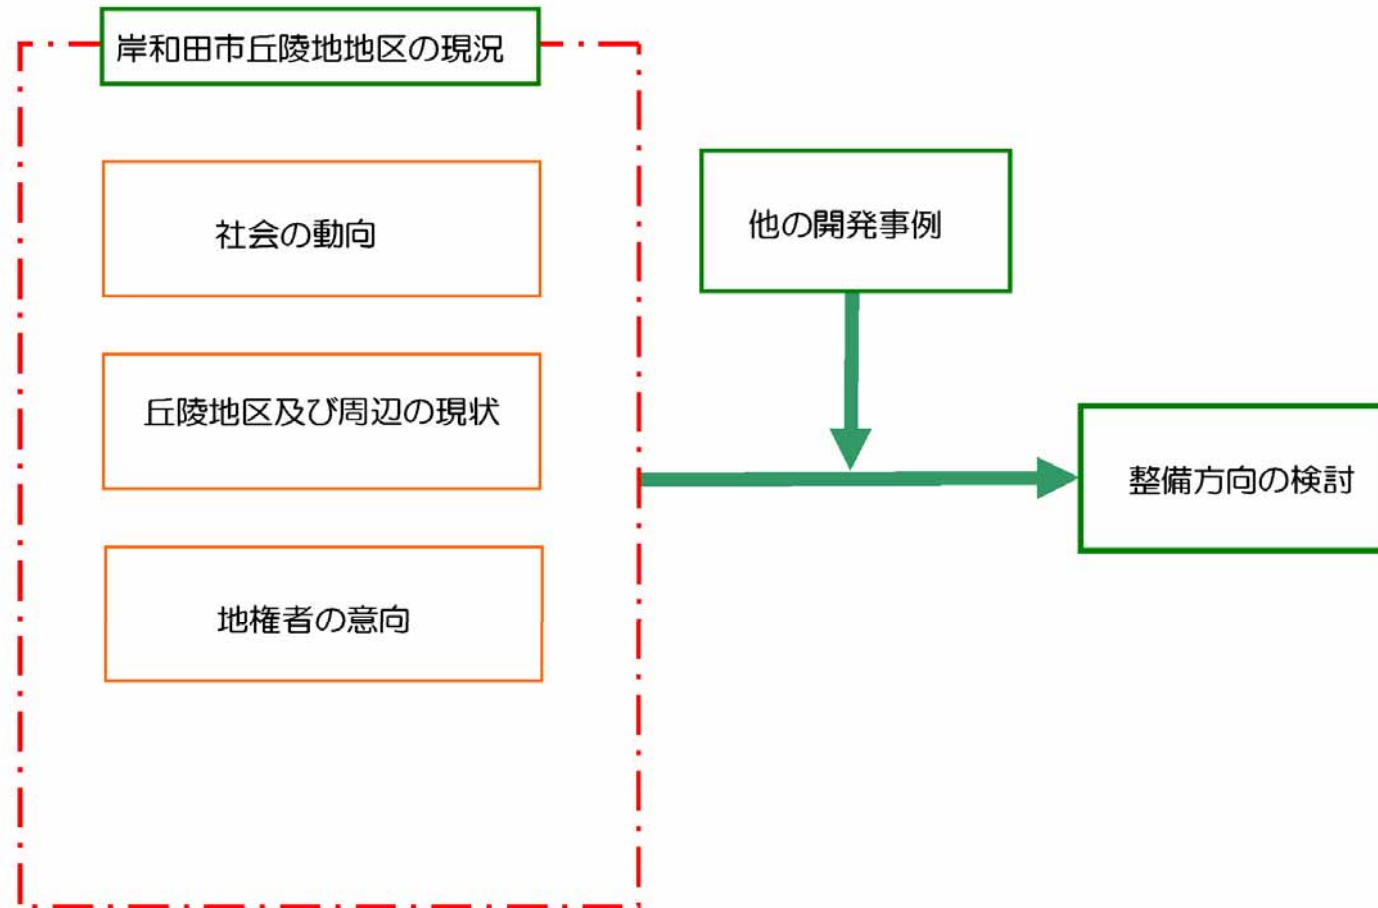 岸和田市丘陵地地区の現況
社会の動向
丘陵地区及び周辺の現状
地権者の意向
他の開発事例
整備方向の検討